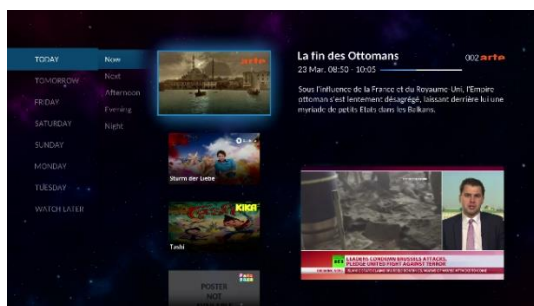 TODAY
TOMORROW
FRIDAY
SATURDAY
SUNDAY
MONDAY
TUESDAY
WATCH LATER
Now
Next
Afternoon
Evening
Night
arte
Sturm der Liebe
KiKA
Tashi
POSTER
NOT
La fin des Ottomans
002 arte
23 Mar. 08:50 - 10:05
Sous l'influence de la France et du Royaume-Uni, l'Empire
ottoman s'est lentement désagrégé, laissant derrière lui une
myriade de petits Etats dans les Balkans.
LEADERS CONDEMN BRUSSELS ATTACKS,
PLEDGE UNITED FIGHT AGAINST TERROR